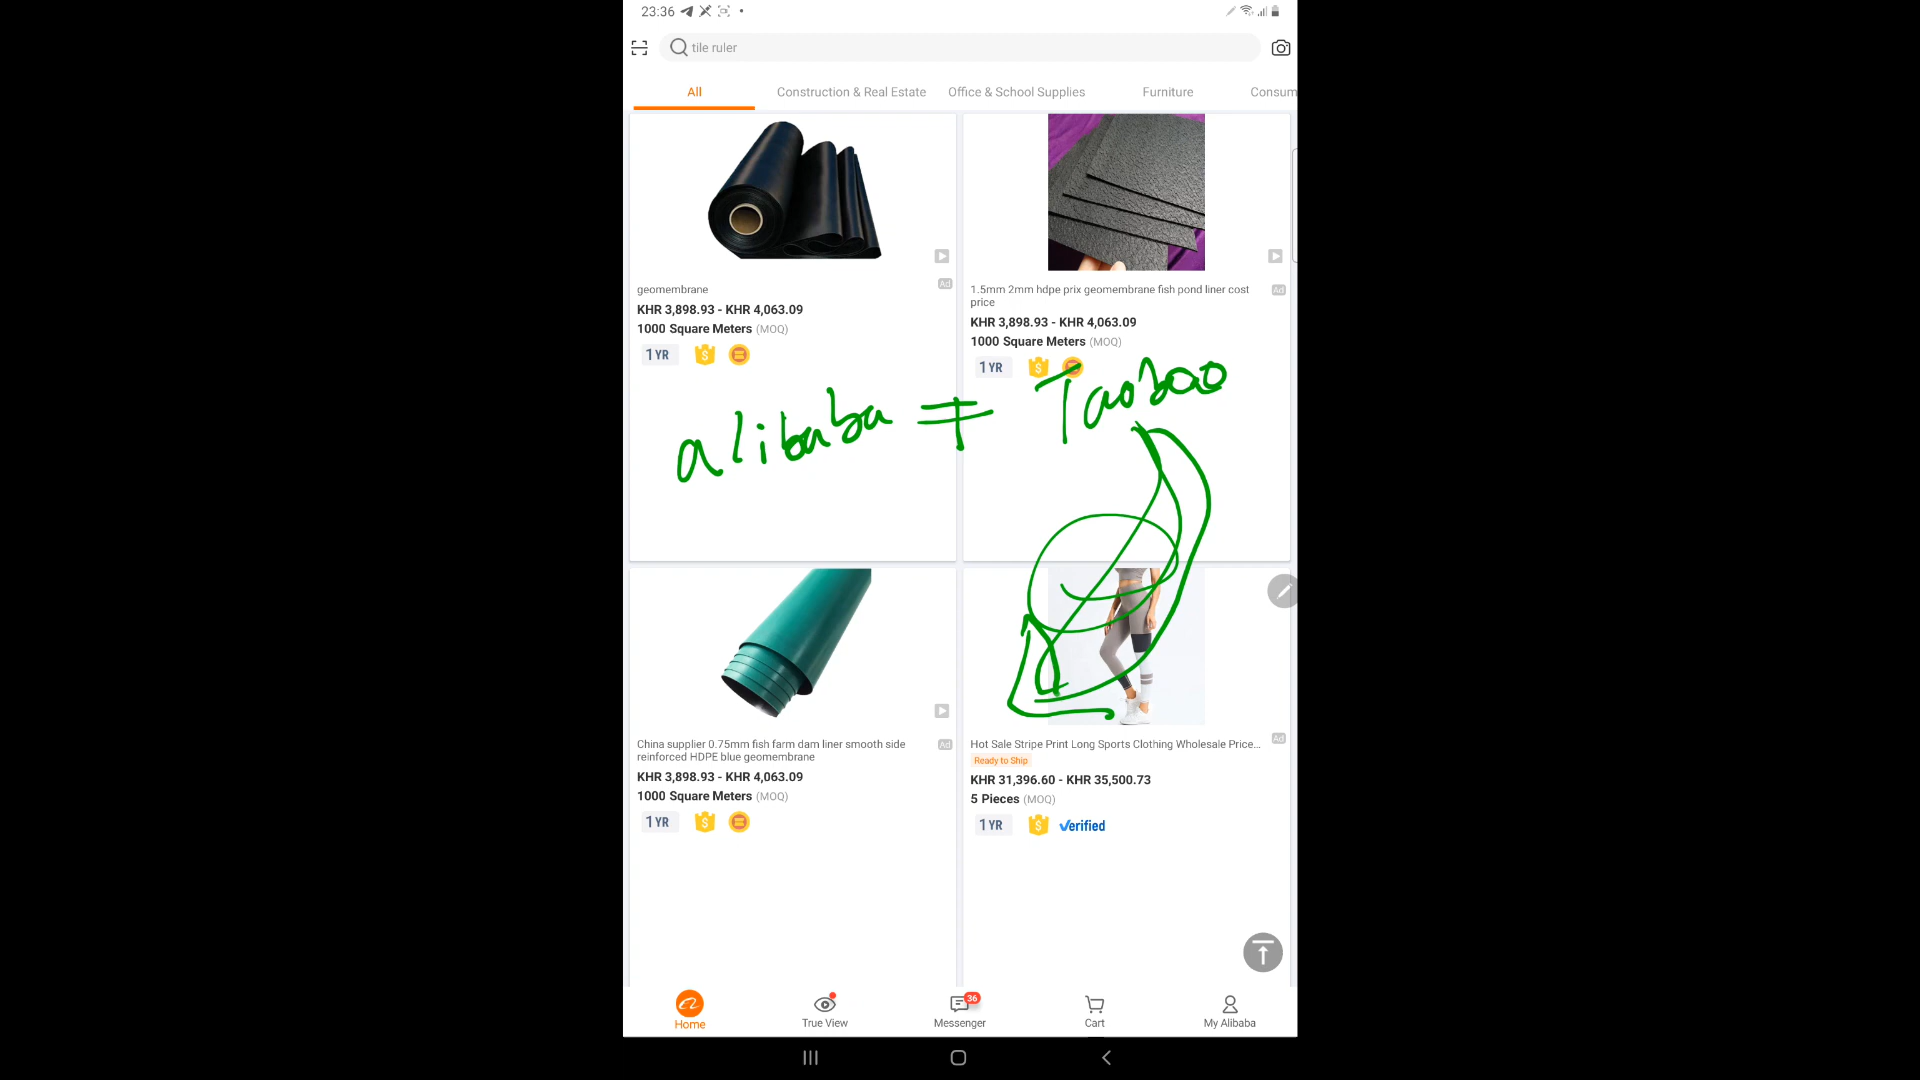 23:36
tile ruler
All Construction & Real Estate Office & School Supplies Furniture Consum
geomembrane Ad
KHR 3,898.93 - KHR 4,063.09
1000 Square Meters (MOQ)
1 YR
1.5mm 2mm hdpe prix geomembrane fish pond liner cost Ad
price
KHR 3,898.93 - KHR 4,063.09
1000 Square Meters (MOQ)
1 YR
alibaba ≠ Taobao
China supplier 0.75mm fish farm dam liner smooth side Ad
reinforced HDPE blue geomembrane
KHR 3,898.93 - KHR 4,063.09
1000 Square Meters (MOQ)
1 YR
Hot Sale Stripe Print Long Sports Clothing Wholesale Price... Ad
Ready to Ship
KHR 31,396.60 - KHR 35,500.73
5 Pieces (MOQ)
1 YR Verified
36
Home True View Messenger Cart My Alibaba